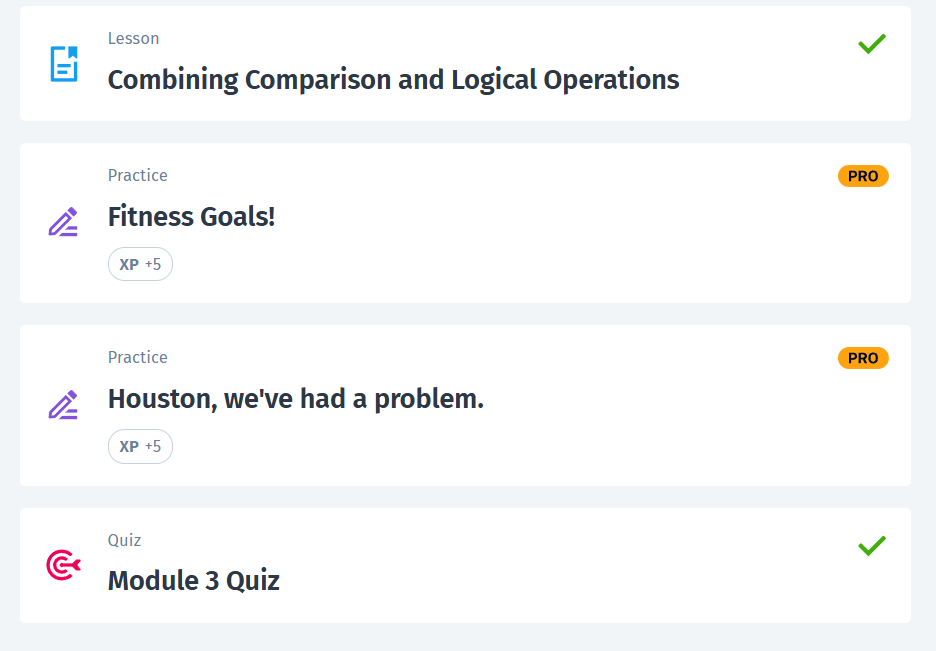 Lesson
Combining Comparison and Logical Operations
Practice
PRO
Fitness Goals!
XP +5
Practice
PRO
Houston, we've had a problem.
XP +5
Quiz
Module 3 Quiz